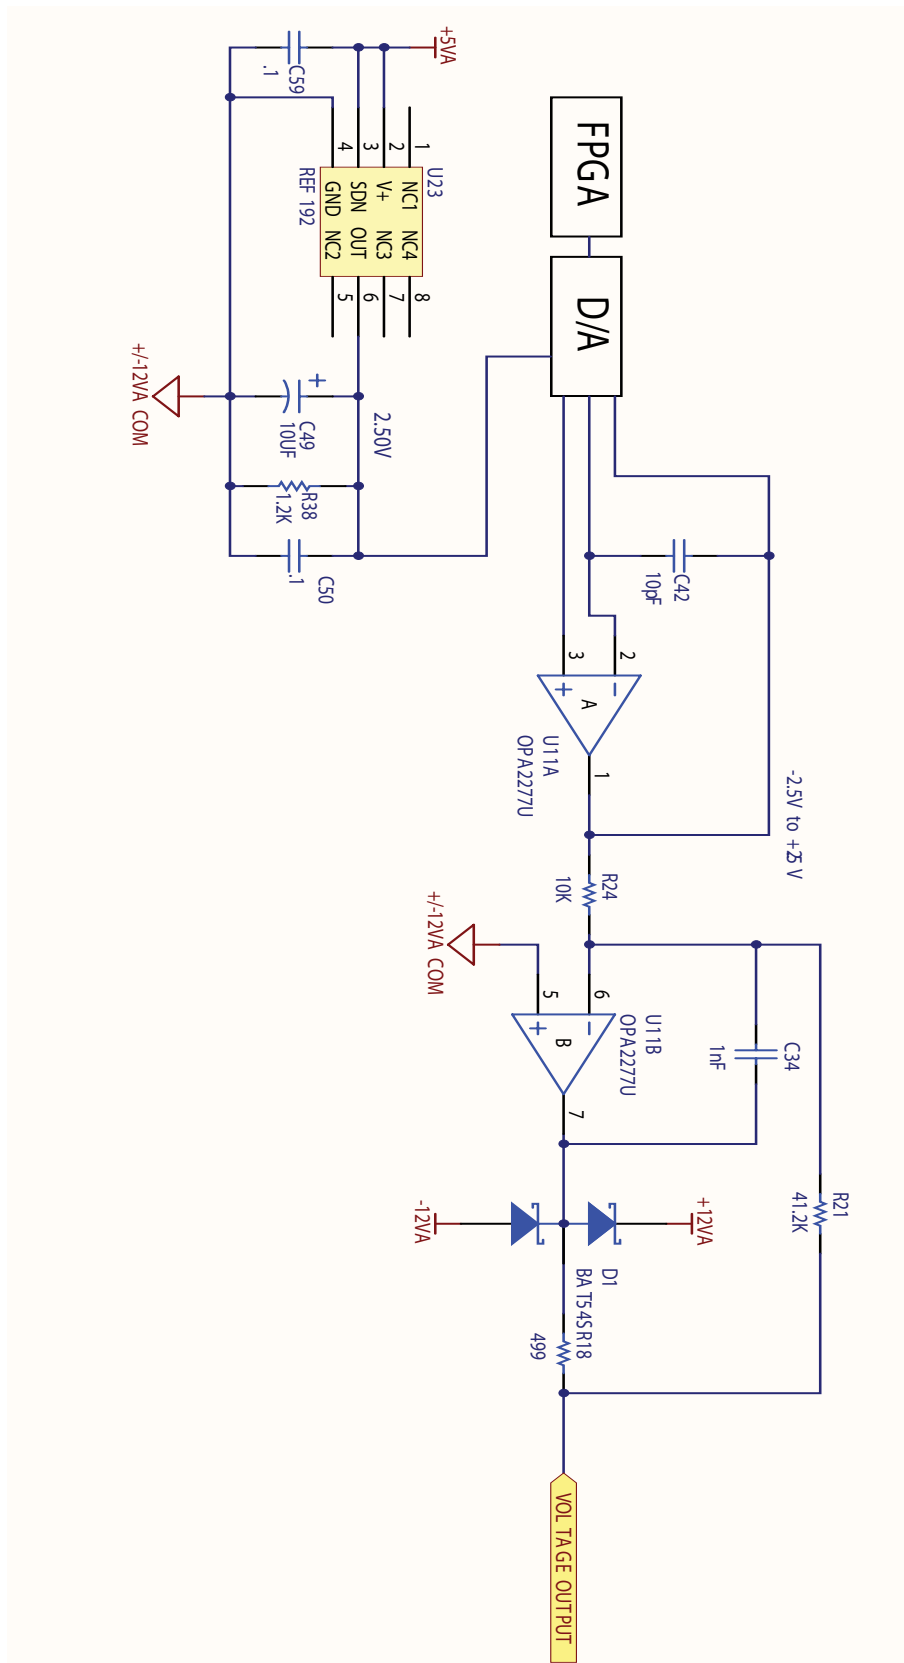 FPGA
D/A
-2.5V to +25 V
C42
10pF
2
3
A
1
U11A
OPA2277U
R24
10K
+/-12VA COM
6
5
B
7
U11B
OPA2277U
C34
1nF
R21
41.2K
+12VA
-12VA
D1
BAT54S
R18
499
VOLTAGE OUTPUT
+5VA
C59
.1
U23
1
2
3
4
NC1 NC4
V+ NC3
SDN OUT
GND NC2
8
7
6
5
REF 192
2.50V
C49
10UF
R38
1.2K
C50
.1
+/-12VA COM